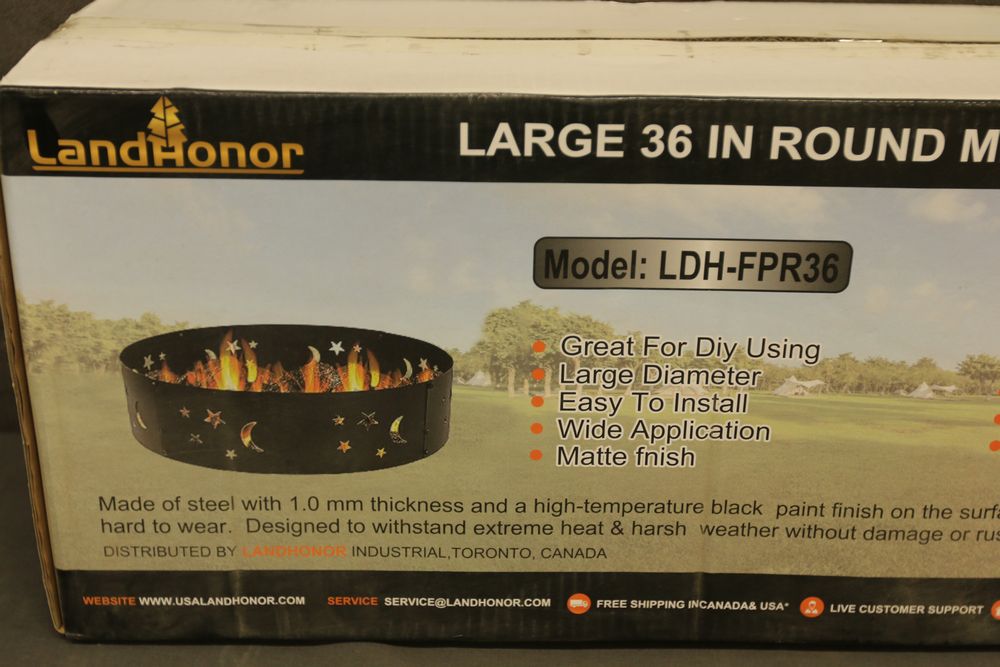 LandHonor
LARGE 36 IN ROUND M
Model: LDH-FPR36
Great For Diy Using
Large Diameter
Easy To Install
Wide Application
Matte fnish
Made of steel with 1.0 mm thickness and a high-temperature black paint finish on the surfa
hard to wear. Designed to withstand extreme heat & harsh weather without damage or rus
DISTRIBUTED BY LANDHONOR INDUSTRIAL,TORONTO, CANADA
WEBSITE WWW.USALANDHONOR.COM SERVICE SERVICE@LANDHONOR.COM FREE SHIPPING INCANADA& USA* LIVE CUSTOMER SUPPORT